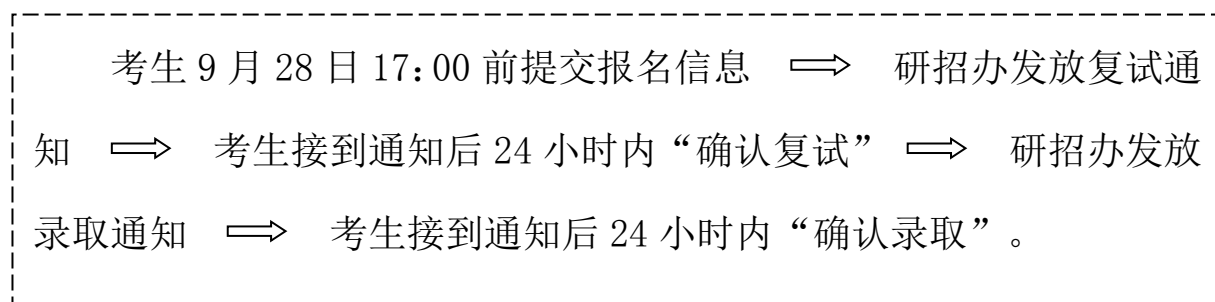 考生 9 月 28 日 17:00 前提交报名信息 ⇨ 研招办发放复试通
知 ⇨ 考生接到通知后 24 小时内“确认复试” ⇨ 研招办发放
录取通知 ⇨ 考生接到通知后 24 小时内“确认录取”。